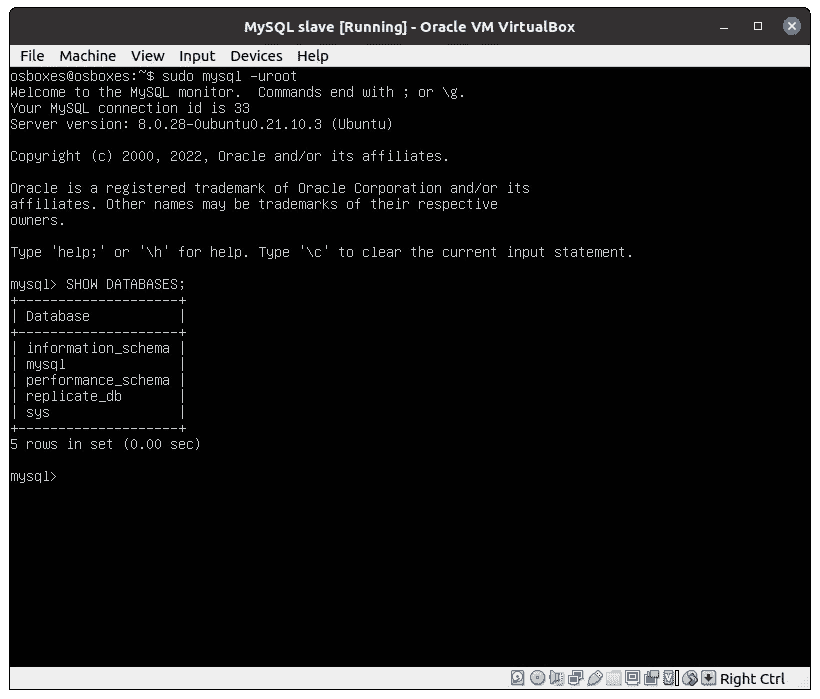 MySQL slave [Running] - Oracle VM VirtualBox
File Machine View Input Devices Help
osboxes@osboxes:~$ sudo mysql -uroot
Welcome to the MySQL monitor.  Commands end with ; or \g.
Your MySQL connection id is 33
Server version: 8.0.28-0ubuntu0.21.10.3 (Ubuntu)
Copyright (c) 2000, 2022, Oracle and/or its affiliates.
Oracle is a registered trademark of Oracle Corporation and/or its
affiliates. Other names may be trademarks of their respective
owners.
Type 'help;' or '\h' for help. Type '\c' to clear the current input statement.
mysql> SHOW DATABASES;
+--------------------+
| Database           |
+--------------------+
| information_schema |
| mysql              |
| performance_schema |
| replicate_db       |
| sys                |
+--------------------+
5 rows in set (0.00 sec)
mysql>
Right Ctrl